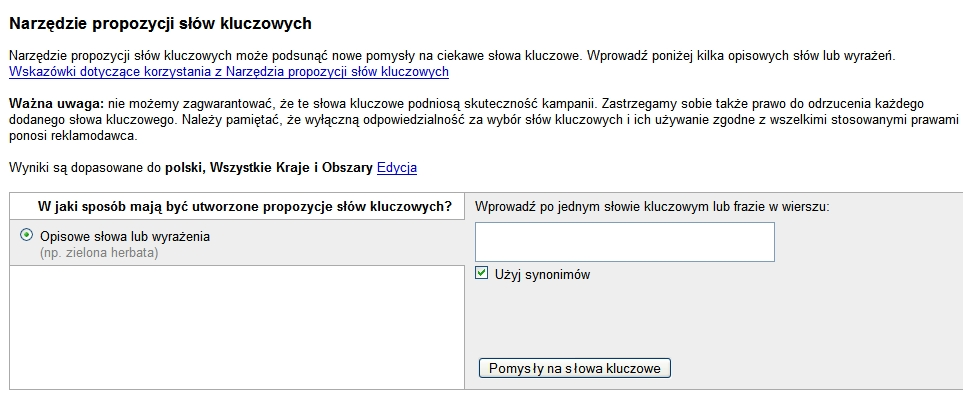 Narzędzie propozycji słów kluczowych
Narzędzie propozycji słów kluczowych może podsunąć nowe pomysły na ciekawe słowa kluczowe. Wprowadź poniżej kilka opisowych słów lub wyrażeń.
Wskazówki dotyczące korzystania z Narzędzia propozycji słów kluczowych
Ważna uwaga: nie możemy zagwarantować, że te słowa kluczowe podniosą skuteczność kampanii. Zastrzegamy sobie także prawo do odrzucenia każdego
dodanego słowa kluczowego. Należy pamiętać, że wyłączną odpowiedzialność za wybór słów kluczowych i ich używanie zgodne z wszelkimi stosowanymi prawami
ponosi reklamodawca.
Wyniki są dopasowane do polski, Wszystkie Kraje i Obszary Edycja
W jaki sposób mają być utworzone propozycje słów kluczowych?
Opisowe słowa lub wyrażenia
(np. zielona herbata)
Wprowadź po jednym słowie kluczowym lub frazie w wierszu:
Użyj synonimów
Pomysły na słowa kluczowe